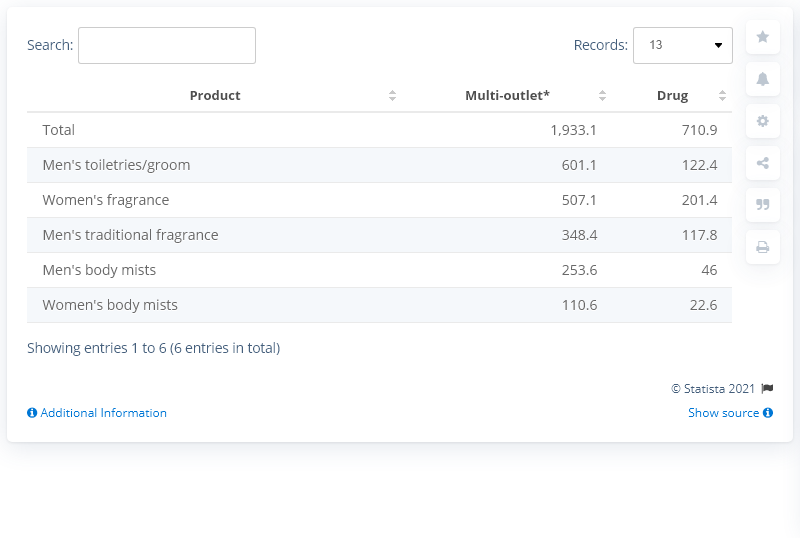 Search:
Records: 13
Product Multi-outlet* Drug
Total 1,933.1 710.9
Men's toiletries/groom 601.1 122.4
Women's fragrance 507.1 201.4
Men's traditional fragrance 348.4 117.8
Men's body mists 253.6 46
Women's body mists 110.6 22.6
Showing entries 1 to 6 (6 entries in total)
© Statista 2021
Additional Information Show source